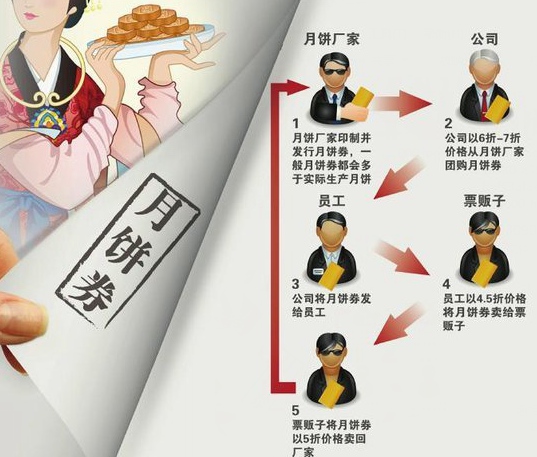 月饼厂家
公司
1
月饼厂家印制并
发行月饼券，一
般月饼券都会多
于实际生产月饼
2
公司以6折-7折
价格从月饼厂家
团购月饼券
员工
票贩子
3
公司将月饼券发
给员工
4
员工以4.5折价格
将月饼券卖给票
贩子
5
票贩子将月饼券
以5折价格卖回
厂家
月饼券